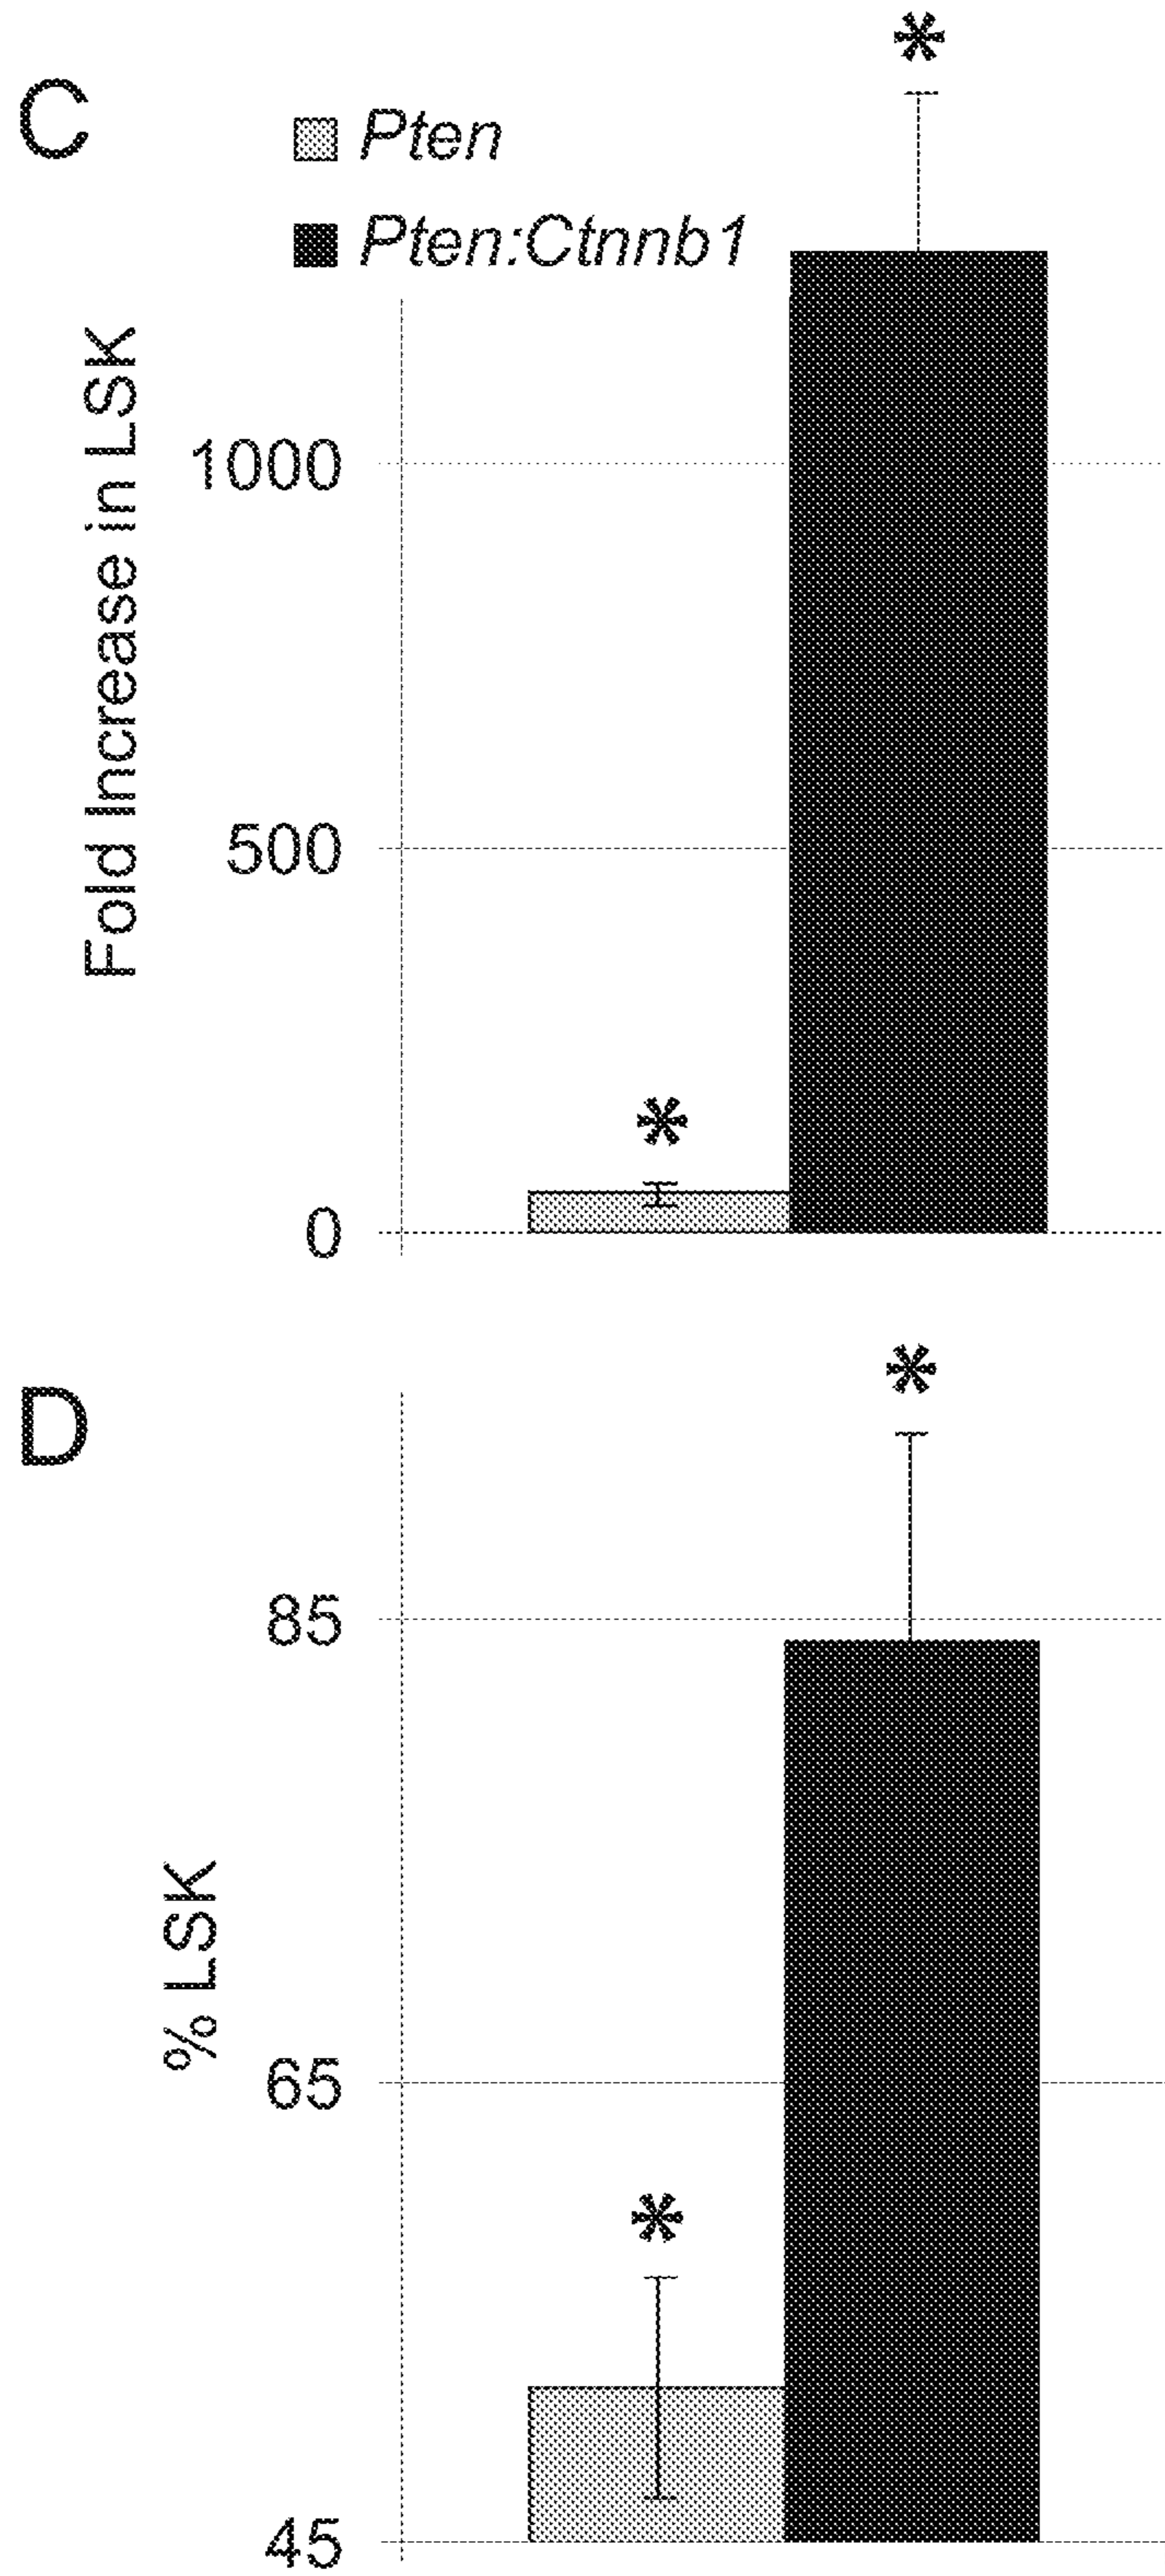 C
Pten
Pten:Ctnnb1
Fold Increase in LSK
1000
500
0
*
*
D
% LSK
85
65
45
*
*